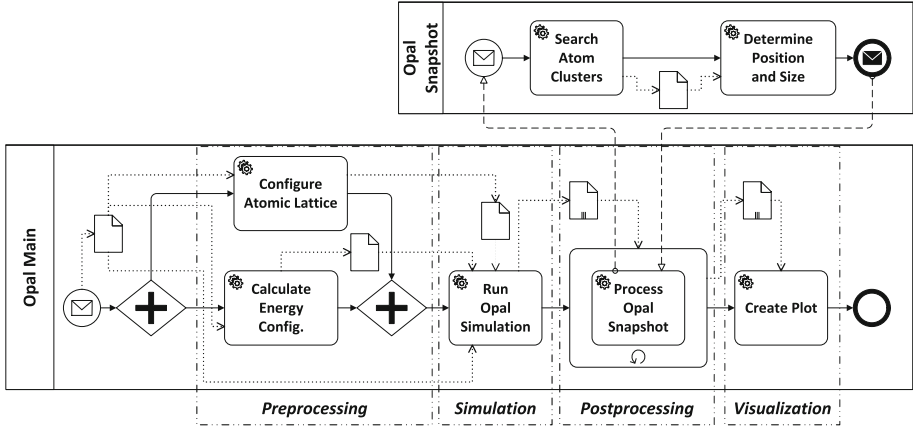 Opal
Snapshot
Search
Atom
Clusters
Determine
Position
and Size
Opal Main
Configure
Atomic Lattice
Calculate
Energy
Config.
Run
Opal
Simulation
Process
Opal
Snapshot
Create Plot
Preprocessing
Simulation
Postprocessing
Visualization